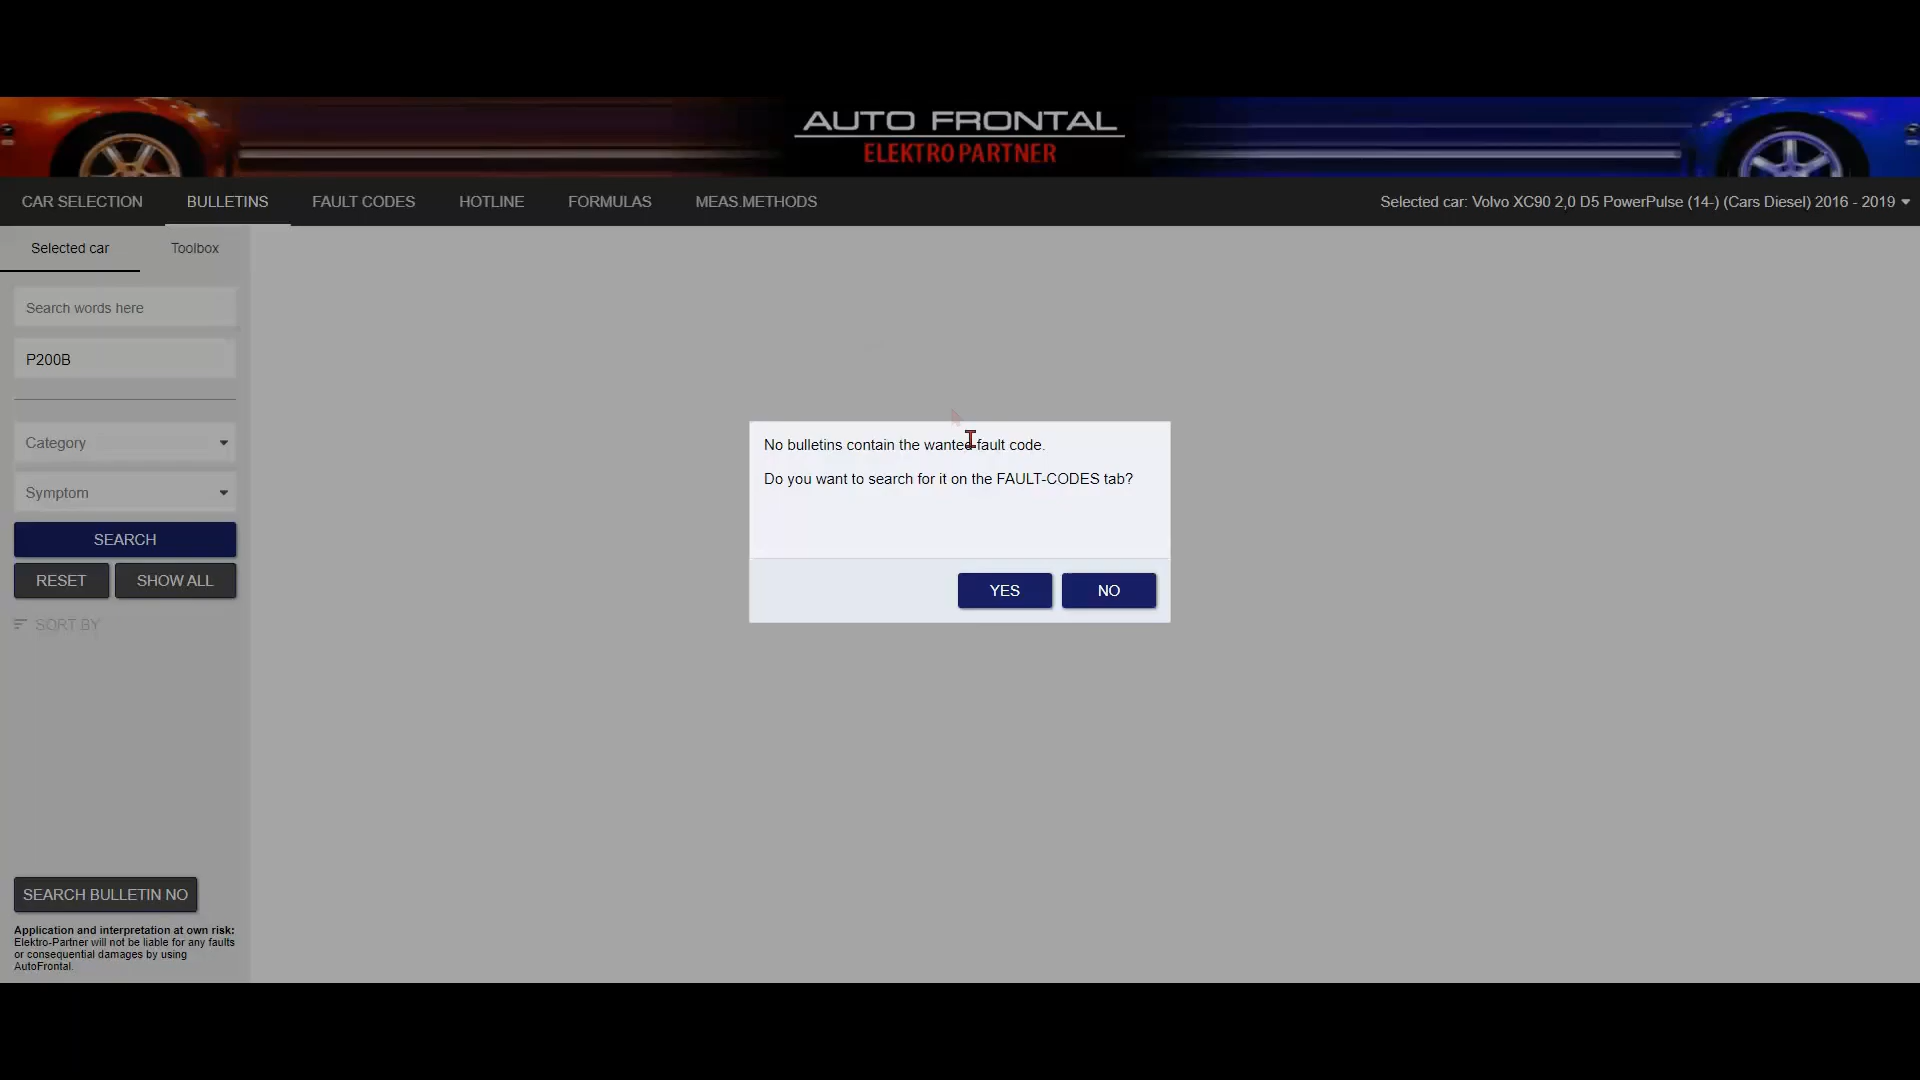 AUTO FRONTAL
ELEKTRO PARTNER
CAR SELECTION
BULLETINS
FAULT CODES
HOTLINE
FORMULAS
MEAS.METHODS
Selected car: Volvo XC90 2,0 D5 PowerPulse (14-) (Cars Diesel) 2016 - 2019
Selected car
Toolbox
Search words here
P200B
Category
Symptom
SEARCH
RESET
SHOW ALL
SORT BY
No bulletins contain the wanted fault code.
Do you want to search for it on the FAULT-CODES tab?
YES
NO
SEARCH BULLETIN NO
Application and interpretation at own risk:
Elektro-Partner will not be liable for any faults
or consequential damages by using
AutoFrontal.